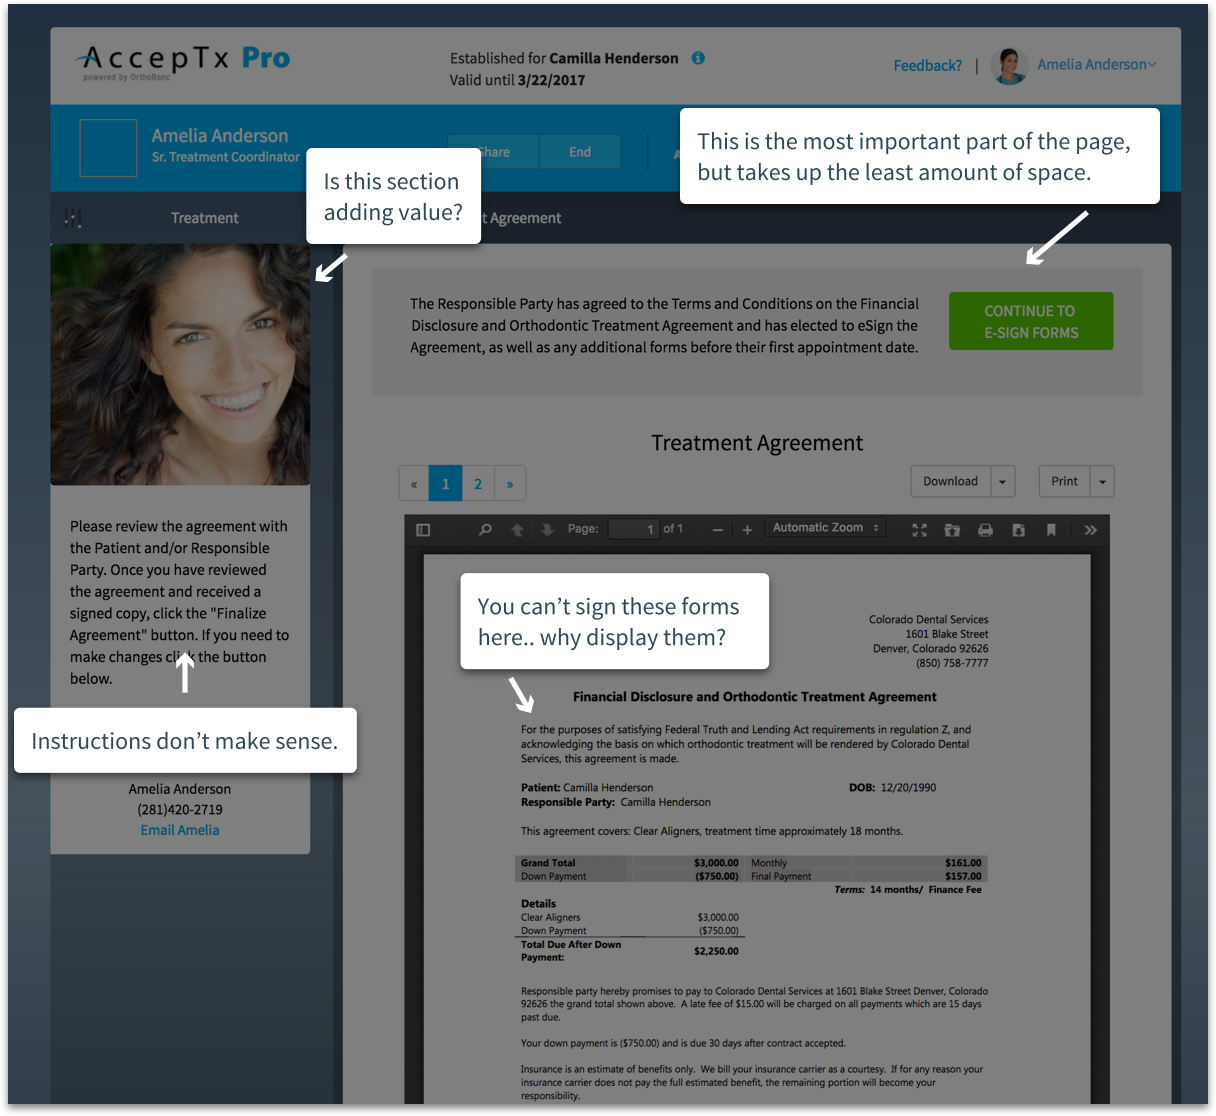 AccepTx Pro
powered by OrthoBanc
Established for Camilla Henderson
Valid until 3/22/2017
Feedback? | Amelia Anderson
Amelia Anderson
Sr. Treatment Coordinator
Share End A
This is the most important part of the page,
but takes up the least amount of space.
Is this section
adding value?
Treatment
t Agreement
The Responsible Party has agreed to the Terms and Conditions on the Financial
Disclosure and Orthodontic Treatment Agreement and has elected to eSign the
Agreement, as well as any additional forms before their first appointment date.
CONTINUE TO
E-SIGN FORMS
Treatment Agreement
« 1 2 »
Download Print
Page: 1 of 1 Automatic Zoom
Please review the agreement with
the Patient and/or Responsible
Party. Once you have reviewed
the agreement and received a
signed copy, click the "Finalize
Agreement" button. If you need to
make changes click the button
below.
Instructions don't make sense.
Amelia Anderson
(281)420-2719
Email Amelia
You can't sign these forms
here.. why display them?
Colorado Dental Services
1601 Blake Street
Denver, Colorado 92626
(850) 758-7777
Financial Disclosure and Orthodontic Treatment Agreement
For the purposes of satisfying Federal Truth and Lending Act requirements in regulation Z, and
acknowledging the basis on which orthodontic treatment will be rendered by Colorado Dental
Services, this agreement is made.
Patient: Camilla Henderson DOB: 12/20/1990
Responsible Party: Camilla Henderson
This agreement covers: Clear Aligners, treatment time approximately 18 months.
Grand Total $3,000.00 Monthly $161.00
Down Payment ($750.00) Final Payment $157.00
Terms: 14 months/ Finance Fee
Details
Clear Aligners $3,000.00
Down Payment ($750.00)
Total Due After Down
Payment: $2,250.00
Responsible party hereby promises to pay to Colorado Dental Services at 1601 Blake Street Denver, Colorado
92626 the grand total shown above. A late fee of $15.00 will be charged on all payments which are 15 days
past due.
Your down payment is ($750.00) and is due 30 days after contract accepted.
Insurance is an estimate of benefits only. We bill your insurance carrier as a courtesy. If for any reason your
insurance carrier does not pay the full estimated benefit, the remaining portion will become your
responsibility.